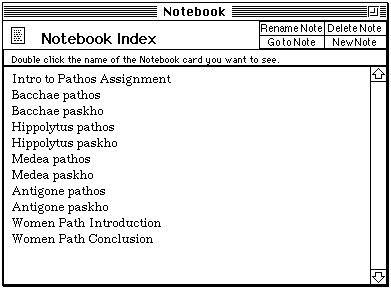 Notebook
Notebook Index
Rename Note Delete Note
Go to Note New Note
Double click the name of the Notebook card you want to see.
Intro to Pathos Assignment
Bacchae pathos
Bacchae paskho
Hippolytus pathos
Hippolytus paskho
Medea pathos
Medea paskho
Antigone pathos
Antigone paskho
Women Path Introduction
Women Path Conclusion